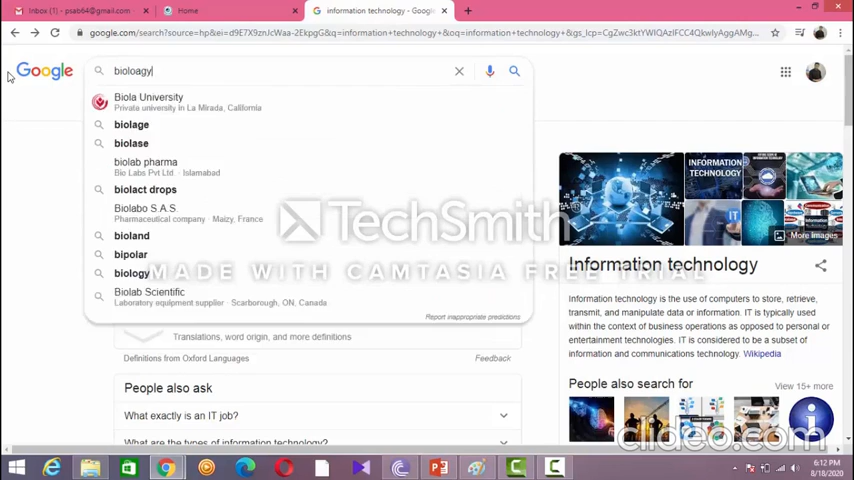 Inbox (1) - psab64@gmail.com
Home
information technology - Google
google.com/search?source=hp&ei=d7E9X9znJcWaa-2EkpgG&q=information+technology+&oq=information+technology+&gs_lcp=CgZwc3ktYWIQAzIFCC4QsQMyBQgAELEDMg
Google
bioloagy
Biola University
Private university in La Mirada, California
biolage
biolase
biolab pharma
Bio Labs Pvt Ltd. · Islamabad
biolact drops
Biolabo S.A.S.
Pharmaceutical company · Maizy, France
bioland
bipolar
biology
Biolab Scientific
Laboratory equipment supplier · Scarborough, ON, Canada
Report inappropriate predictions
Translations, word origin, and more definitions
Definitions from Oxford Languages
Feedback
People also ask
What exactly is an IT job?
What are the types of information technology?
INFORMATION
TECHNOLOGY
IT
More images
Information technology
Information technology is the use of computers to store, retrieve,
transmit, and manipulate data or information. IT is typically used
within the context of business operations as opposed to personal or
entertainment technologies. IT is considered to be a subset of
information and communications technology. Wikipedia
People also search for
View 15+ more
TechSmith
MADE WITH CAMTASIA FREE TRIAL
clideo.com
6:12 PM
8/18/2020